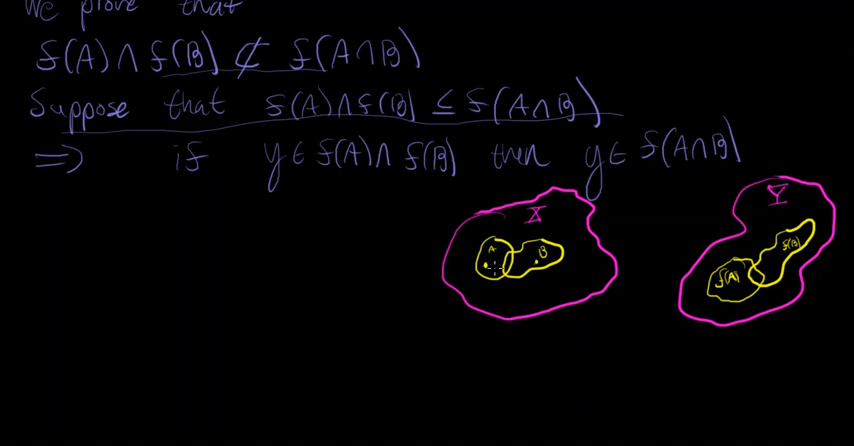 We prove that
f(A) ∩ f(B) ⊄ f(A∩B)
Suppose that f(A)∩f(B) ⊆ f(A∩B)
⇒ if y∈ f(A)∩ f(B) then y∈ f(A∩B)
X
Y
A
B
f(A)
f(B)